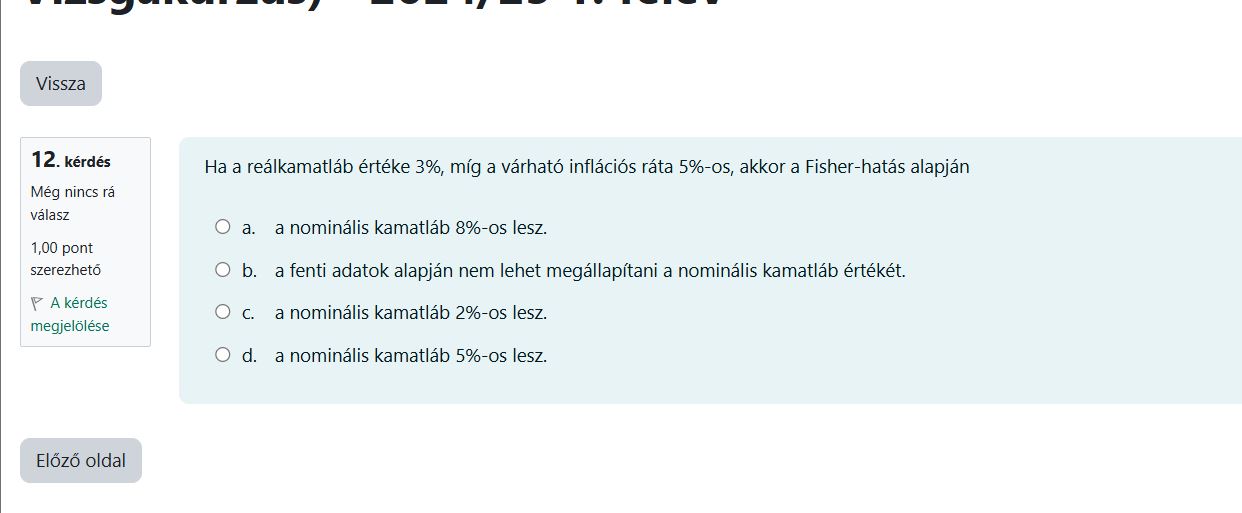 Vissza
12. kérdés
Még nincs rá
válasz
1,00 pont
szerezhető
A kérdés
megjelölése
Ha a reálkamatláb értéke 3%, míg a várható inflációs ráta 5%-os, akkor a Fisher-hatás alapján
a. a nominális kamatláb 8%-os lesz.
b. a fenti adatok alapján nem lehet megállapítani a nominális kamatláb értékét.
c. a nominális kamatláb 2%-os lesz.
d. a nominális kamatláb 5%-os lesz.
Előző oldal